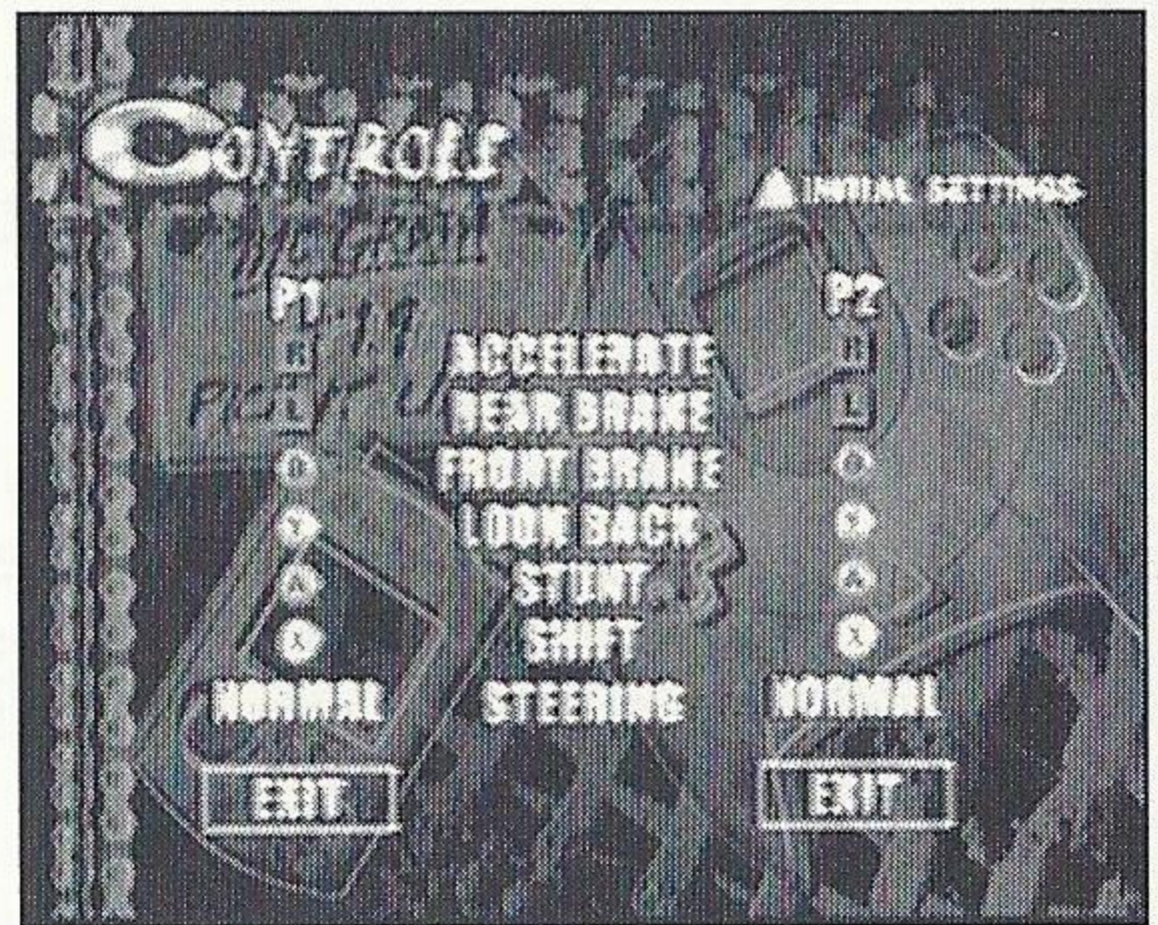 CONTROLS
INITIAL SETTINGS
P1 P2
R ACCELERATE R
L REAR BRAKE L
FRONT BRAKE
Y LOOK BACK Y
A STUNT A
X SHIFT X
NORMAL STEERING NORMAL
EXIT EXIT
MCGRATH